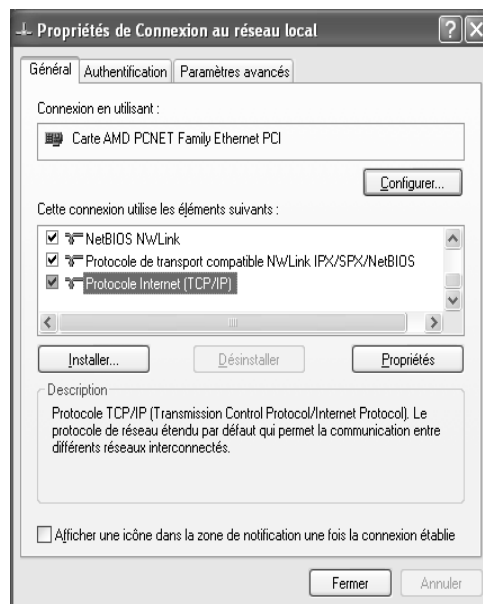 Propriétés de Connexion au réseau local
Général Authentification Paramètres avancés
Connexion en utilisant :
Carte AMD PCNET Family Ethernet PCI
Configurer...
Cette connexion utilise les éléments suivants :
NetBIOS NWLink
Protocole de transport compatible NWLink IPX/SPX/NetBIOS
Protocole Internet (TCP/IP)
Installer... Désinstaller Propriétés
Description
Protocole TCP/IP (Transmission Control Protocol/Internet Protocol). Le
protocole de réseau étendu par défaut qui permet la communication entre
différents réseaux interconnectés.
Afficher une icône dans la zone de notification une fois la connexion établie
Fermer Annuler